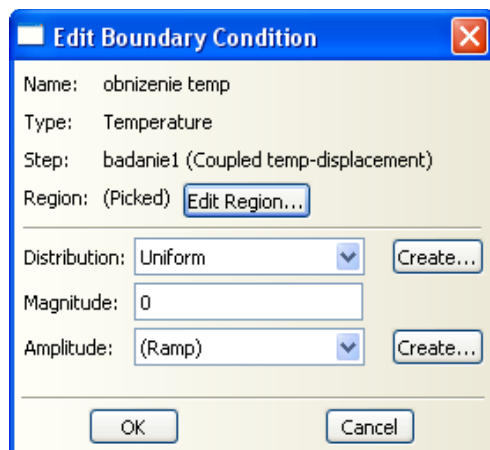 Edit Boundary Condition
Name: obnizenie temp
Type: Temperature
Step: badanie1 (Coupled temp-displacement)
Region: (Picked) Edit Region...
Distribution: Uniform Create...
Magnitude: 0
Amplitude: (Ramp) Create...
OK Cancel